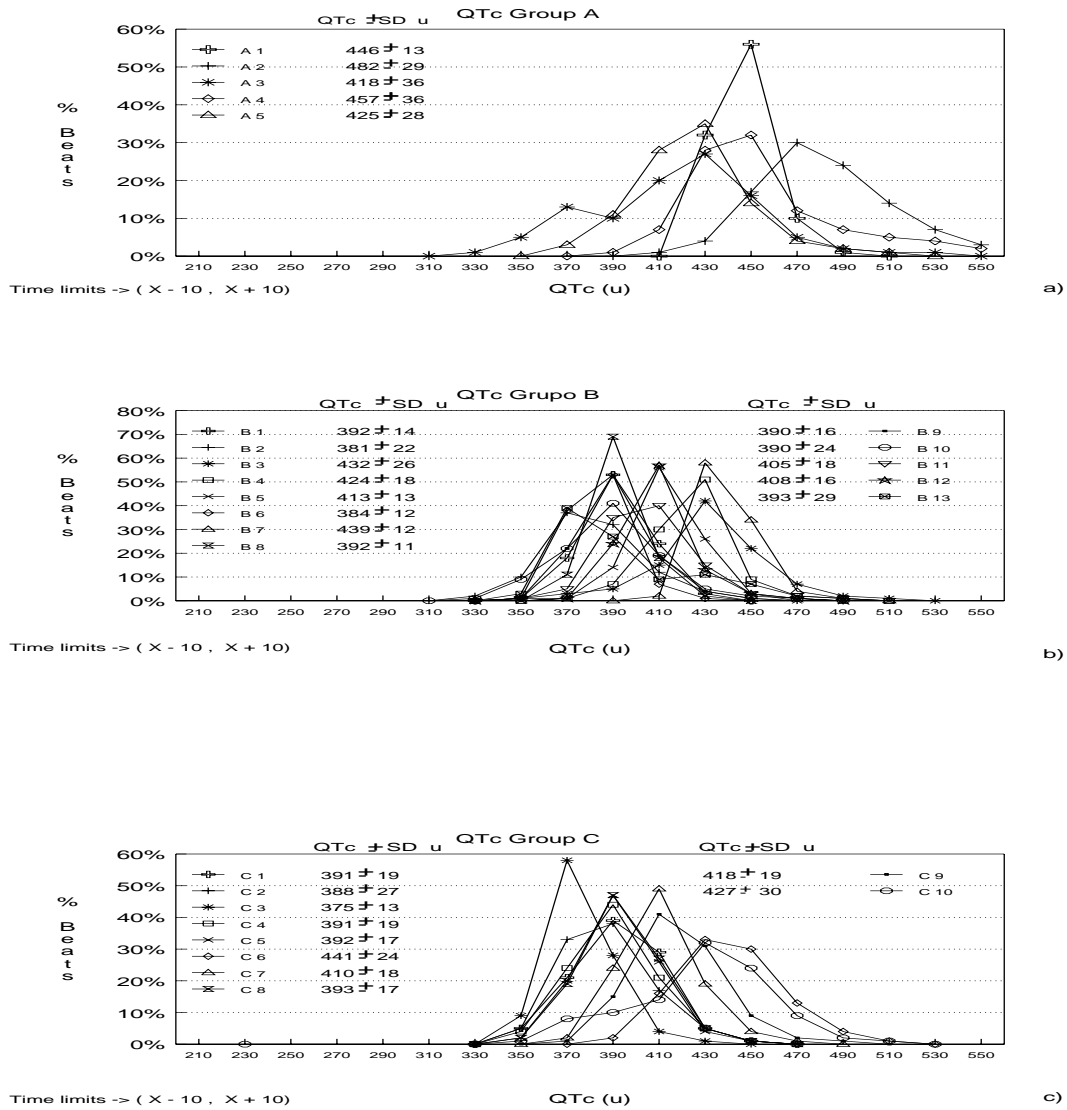 QTc Group A
QTc ±SD u
60%
50%
40%
30%
20%
10%
0%
% Beats
A 1 446 ± 13
A 2 482 ± 29
A 3 418 ± 36
A 4 457 ± 36
A 5 425 ± 28
210 230 250 270 290 310 330 350 370 390 410 430 450 470 490 510 530 550
Time limits -> ( X - 10 , X + 10) QTc (u) a)
QTc Grupo B
QTc ±SD u QTc ±SD u
80%
70%
60%
50%
40%
30%
20%
10%
0%
% Beats
B 1 392 ± 14
B 2 381 ± 22
B 3 432 ± 26
B 4 424 ± 18
B 5 413 ± 13
B 6 384 ± 12
B 7 439 ± 12
B 8 392 ± 11
390 ± 16 B 9
390 ± 24 B 10
405 ± 18 B 11
408 ± 16 B 12
393 ± 29 B 13
210 230 250 270 290 310 330 350 370 390 410 430 450 470 490 510 530 550
Time limits -> ( X - 10 , X + 10) QTc (u) b)
QTc Group C
QTc ±SD u QTc±SD u
60%
50%
40%
30%
20%
10%
0%
% Beats
C 1 391 ± 19
C 2 388 ± 27
C 3 375 ± 13
C 4 391 ± 19
C 5 392 ± 17
C 6 441 ± 24
C 7 410 ± 18
C 8 393 ± 17
418 ± 19 C 9
427 ± 30 C 10
210 230 250 270 290 310 330 350 370 390 410 430 450 470 490 510 530 550
Time limits -> ( X - 10 , X + 10) QTc (u) c)